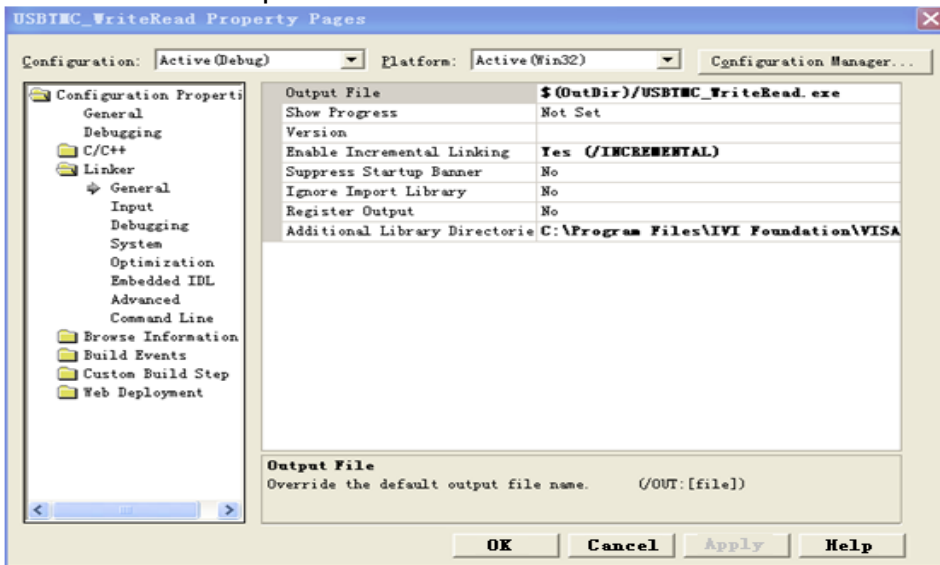 USBTMC_WriteRead Property Pages
Configuration: Active(Debug) Platform: Active(Win32) Configuration Manager...
Configuration Properti
General
Debugging
C/C++
Linker
General
Input
Debugging
System
Optimization
Embedded IDL
Advanced
Command Line
Browse Information
Build Events
Custom Build Step
Web Deployment
Output File $(OutDir)/USBTMC_WriteRead.exe
Show Progress Not Set
Version
Enable Incremental Linking Yes (/INCREMENTAL)
Suppress Startup Banner No
Ignore Import Library No
Register Output No
Additional Library Directorie C:\Program Files\IVI Foundation\VISA
Output File
Override the default output file name. (/OUT:[file])
OK Cancel Apply Help